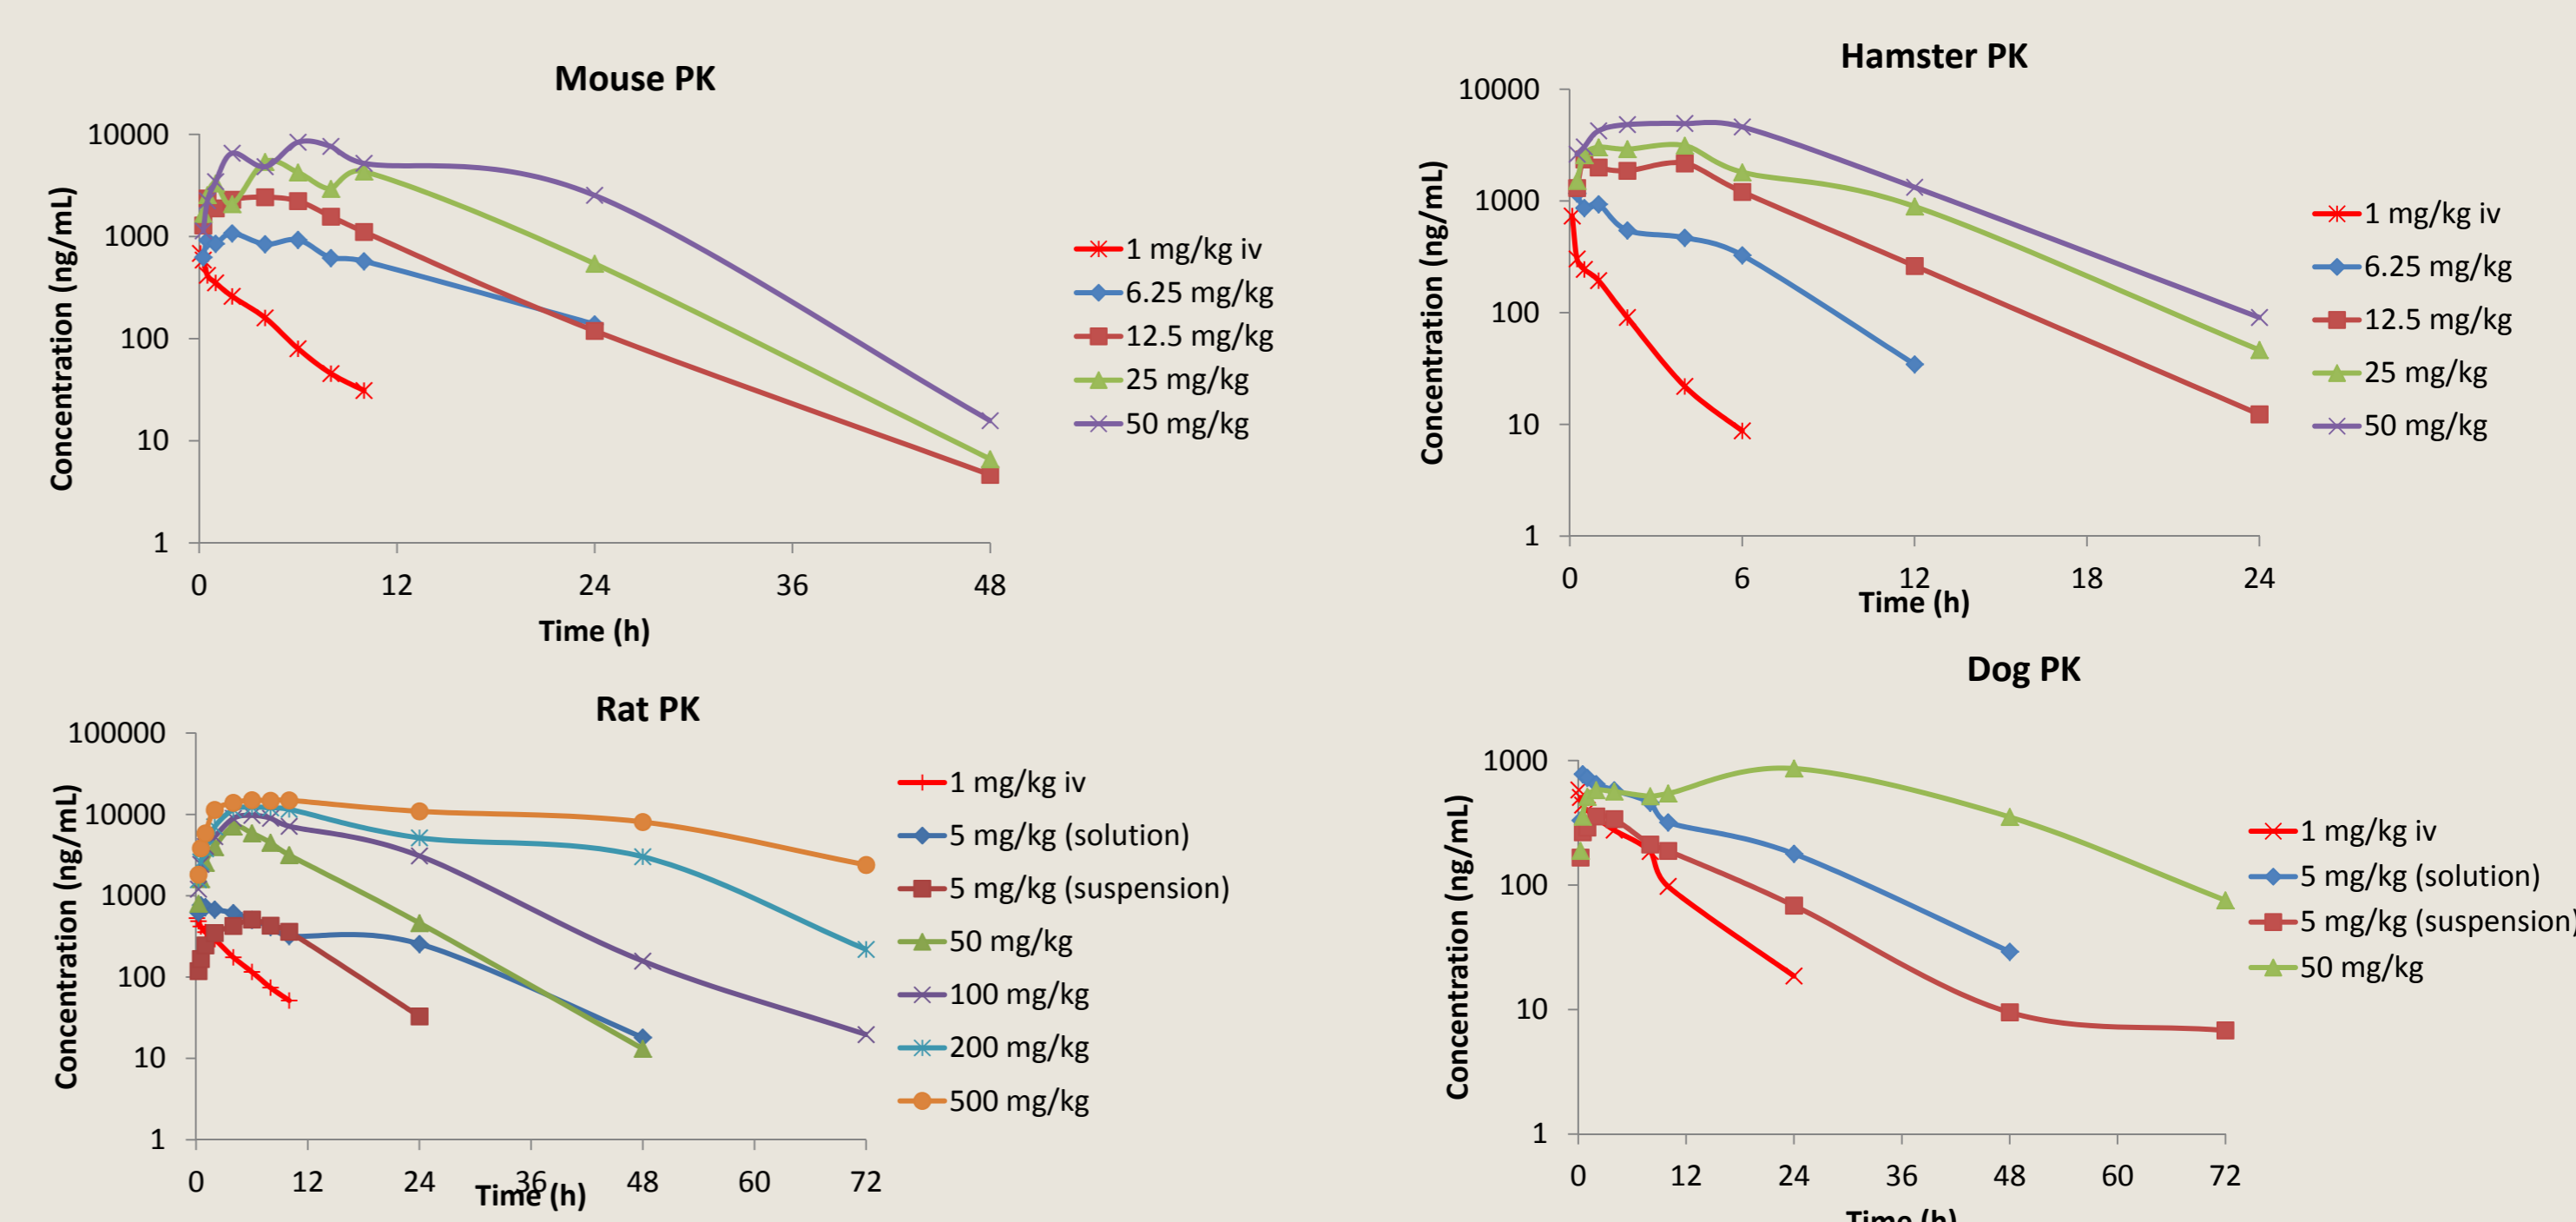 Mouse PK
Concentration (ng/mL)
10000
1000
100
10
1
0 12 24 36 48
Time (h)
1 mg/kg iv
6.25 mg/kg
12.5 mg/kg
25 mg/kg
50 mg/kg
Hamster PK
Concentration (ng/mL)
10000
1000
100
10
1
0 6 12 18 24
Time (h)
1 mg/kg iv
6.25 mg/kg
12.5 mg/kg
25 mg/kg
50 mg/kg
Rat PK
Concentration (ng/mL)
100000
10000
1000
100
10
1
0 12 24 36 48 60 72
Time (h)
1 mg/kg iv
5 mg/kg (solution)
5 mg/kg (suspension)
50 mg/kg
100 mg/kg
200 mg/kg
500 mg/kg
Dog PK
Concentration (ng/mL)
1000
100
10
1
0 12 24 36 48 60 72
Time (h)
1 mg/kg iv
5 mg/kg (solution)
5 mg/kg (suspension)
50 mg/kg